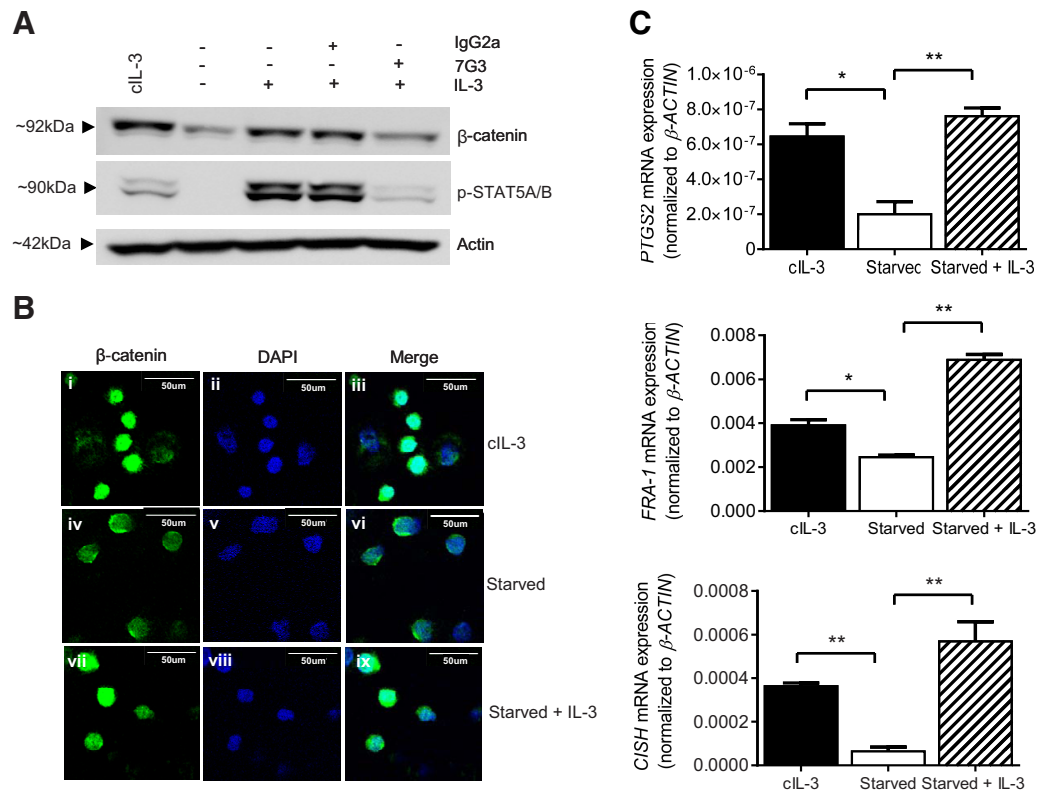 A
cIL-3
- - + - IgG2a
- - - + 7G3
- + + + IL-3
~92kDa β-catenin
~90kDa p-STAT5A/B
~42kDa Actin
B
β-catenin DAPI Merge
i 50um ii 50um iii 50um cIL-3
iv 50um v 50um vi 50um Starved
vii 50um viii 50um ix 50um Starved + IL-3
C
PTGS2 mRNA expression
(normalized to β-ACTIN)
1.0×10⁻⁶
8.0×10⁻⁷
6.0×10⁻⁷
4.0×10⁻⁷
2.0×10⁻⁷
0
* **
cIL-3 Starvec Starved + IL-3
FRA-1 mRNA expression
(normalized to β-ACTIN)
0.008
0.006
0.004
0.002
0.000
* **
cIL-3 Starved Starved + IL-3
CISH mRNA expression
(normalized to β-ACTIN)
0.0008
0.0006
0.0004
0.0002
0.0000
** **
cIL-3 Starved Starved + IL-3